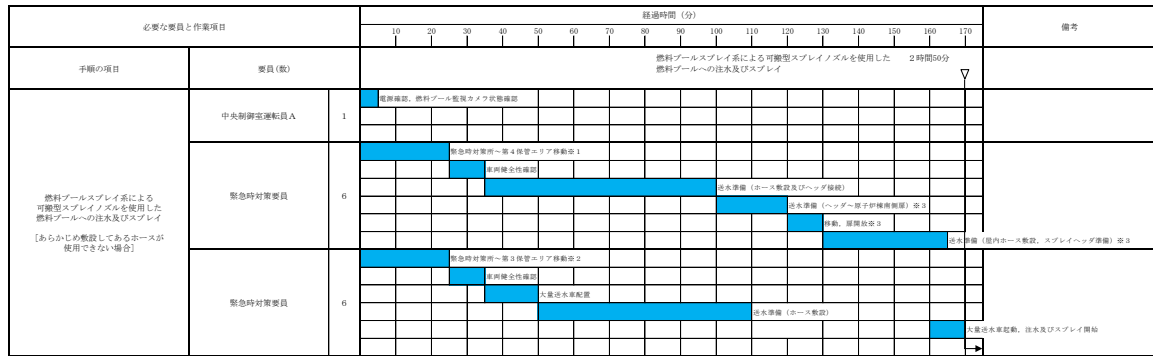 必要な要員と作業項目
経過時間（分）
備考
10 20 30 40 50 60 70 80 90 100 110 120 130 140 150 160 170
手順の項目
要員(数)
燃料プールスプレイ系による可搬型スプレイノズルを使用した 2時間50分
燃料プールへの注水及びスプレイ
燃料プールスプレイ系による
可搬型スプレイノズルを使用した
燃料プールへの注水及びスプレイ
［あらかじめ敷設してあるホースが
使用できない場合］
中央制御室運転員A
1
電源確認，燃料プール監視カメラ状態確認
緊急時対策要員
6
緊急時対策所～第４保管エリア移動※１
車両健全性確認
送水準備（ホース敷設及びヘッダ接続）
送水準備（ヘッダ～原子炉棟南側扉）※３
移動，扉開放※３
送水準備（屋内ホース敷設，スプレイヘッダ準備）※３
緊急時対策要員
6
緊急時対策所～第３保管エリア移動※２
車両健全性確認
大量送水車配置
送水準備（ホース敷設）
大量送水車起動，注水及びスプレイ開始